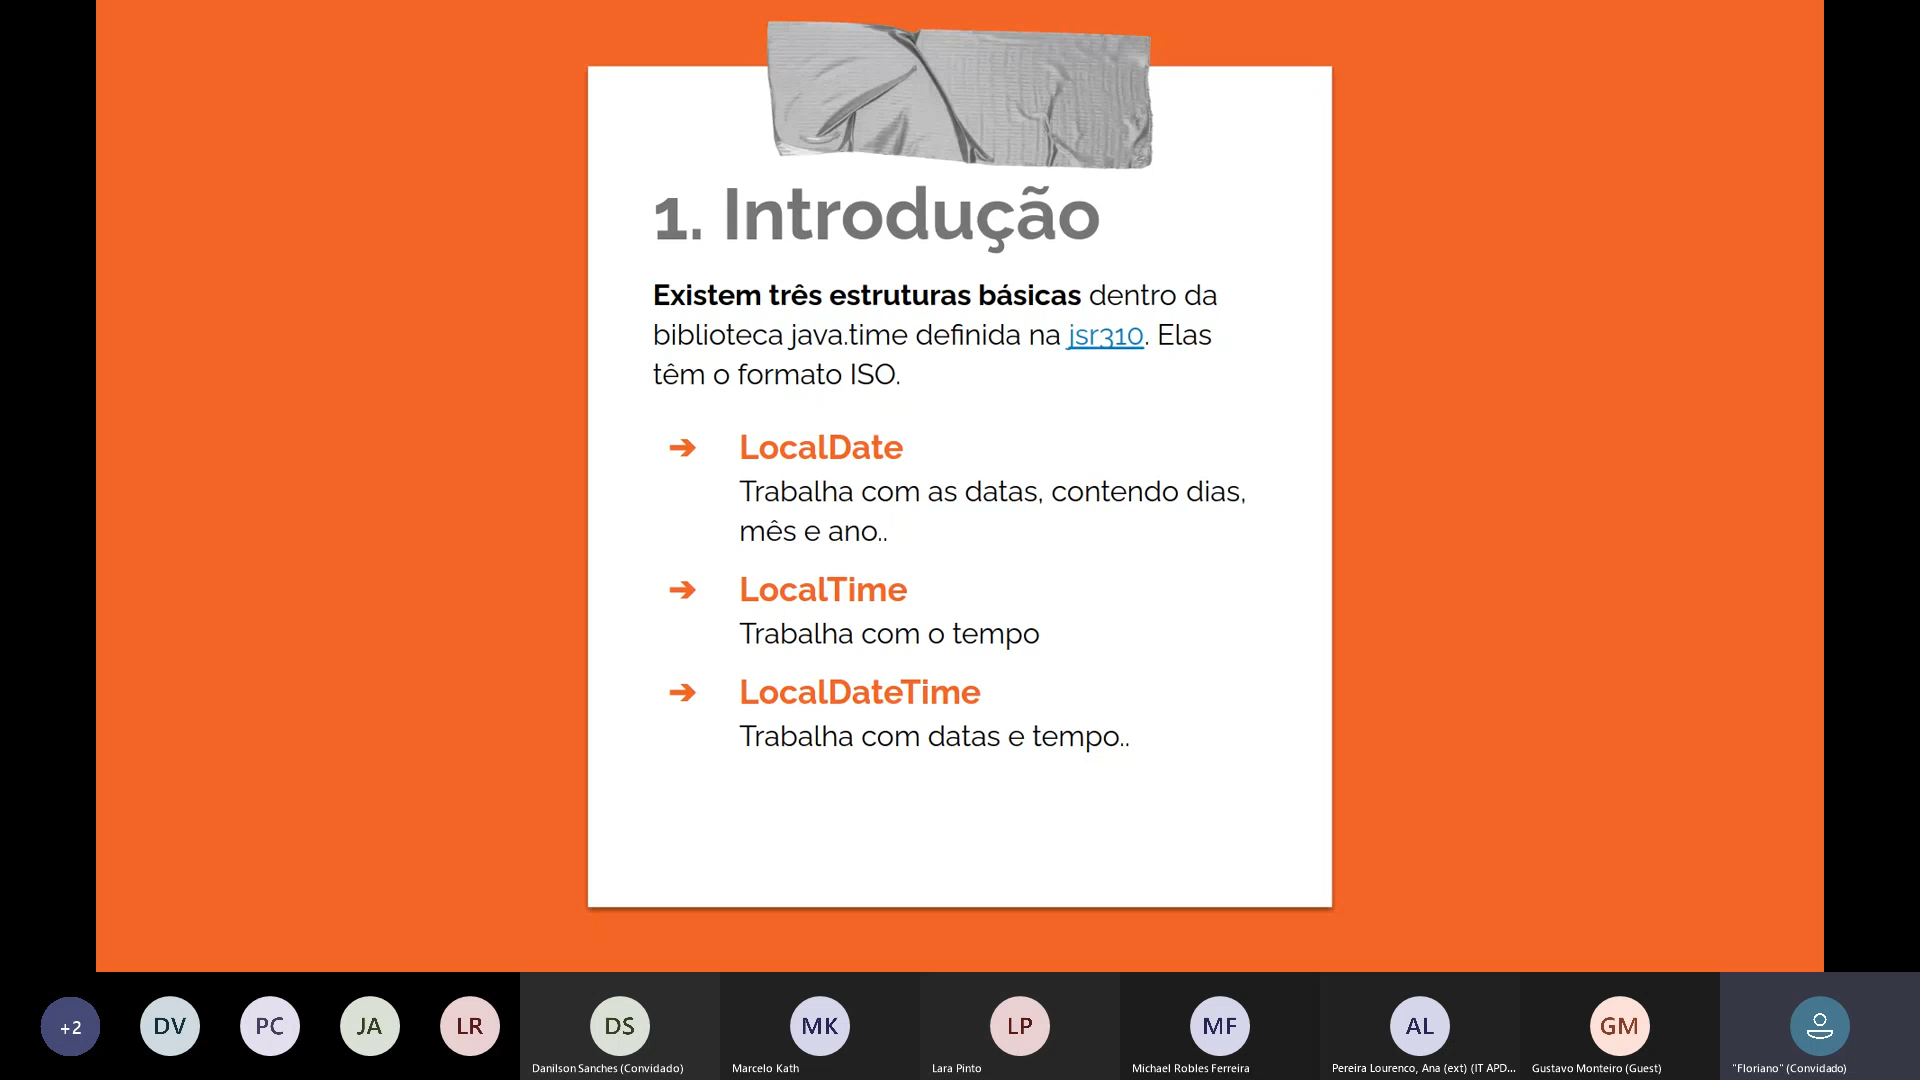 1. Introdução
Existem três estruturas básicas dentro da
biblioteca java.time definida na jsr310. Elas
têm o formato ISO.
➔ LocalDate
Trabalha com as datas, contendo dias,
mês e ano..
➔ LocalTime
Trabalha com o tempo
➔ LocalDateTime
Trabalha com datas e tempo..
+2
DV
PC
JA
LR
DS
MK
LP
MF
AL
GM
Danilson Sanches (Convidado)
Marcelo Kath
Lara Pinto
Michael Robles Ferreira
Pereira Lourenco, Ana (ext) (IT APD...
Gustavo Monteiro (Guest)
"Floriano" (Convidado)